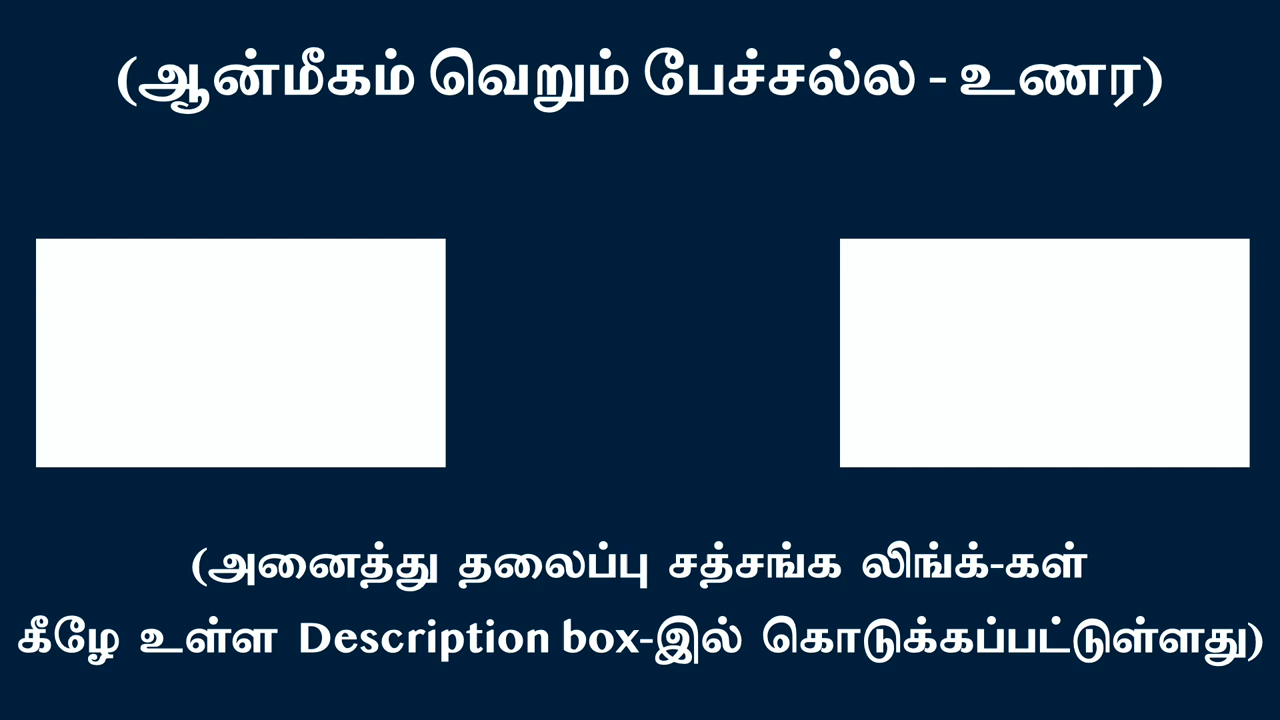 (ஆன்மீகம் வெறும் பேச்சல்ல - உணர)
(அனைத்து தலைப்பு சத்சங்க லிங்க்-கள்
கீழே உள்ள Description box-இல் கொடுக்கப்பட்டுள்ளது)